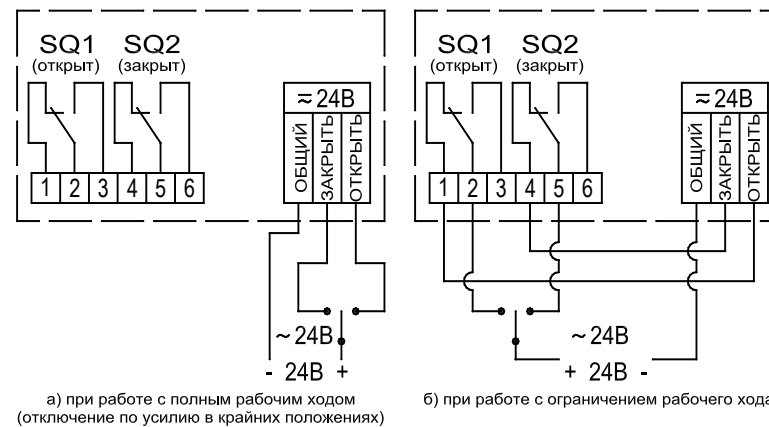 SQ1 SQ2
(открыт) (закрыт)
≂ 24В
ОБЩИЙ
ЗАКРЫТЬ
ОТКРЫТЬ
1 2 3 4 5 6
~24В
- 24В +
а) при работе с полным рабочим ходом
(отключение по усилию в крайних положениях)
SQ1 SQ2
(открыт) (закрыт)
≂ 24В
ОБЩИЙ
ЗАКРЫТЬ
ОТКРЫТЬ
1 2 3 4 5 6
~24В
+ 24В -
б) при работе с ограничением рабочего хода